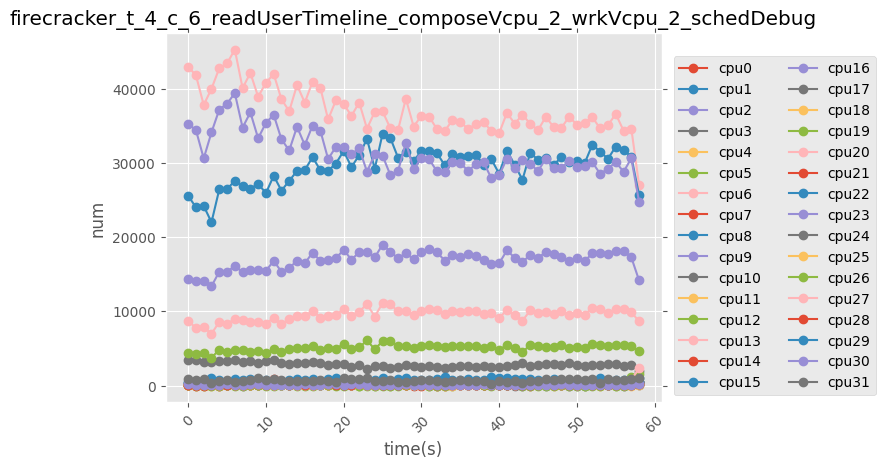 firecracker_t_4_c_6_readUserTimeline_composeVcpu_2_wrkVcpu_2_schedDebug
num
40000
30000
20000
10000
0
0 10 20 30 40 50 60
time(s)
cpu0 cpu16
cpu1 cpu17
cpu2 cpu18
cpu3 cpu19
cpu4 cpu20
cpu5 cpu21
cpu6 cpu22
cpu7 cpu23
cpu8 cpu24
cpu9 cpu25
cpu10 cpu26
cpu11 cpu27
cpu12 cpu28
cpu13 cpu29
cpu14 cpu30
cpu15 cpu31